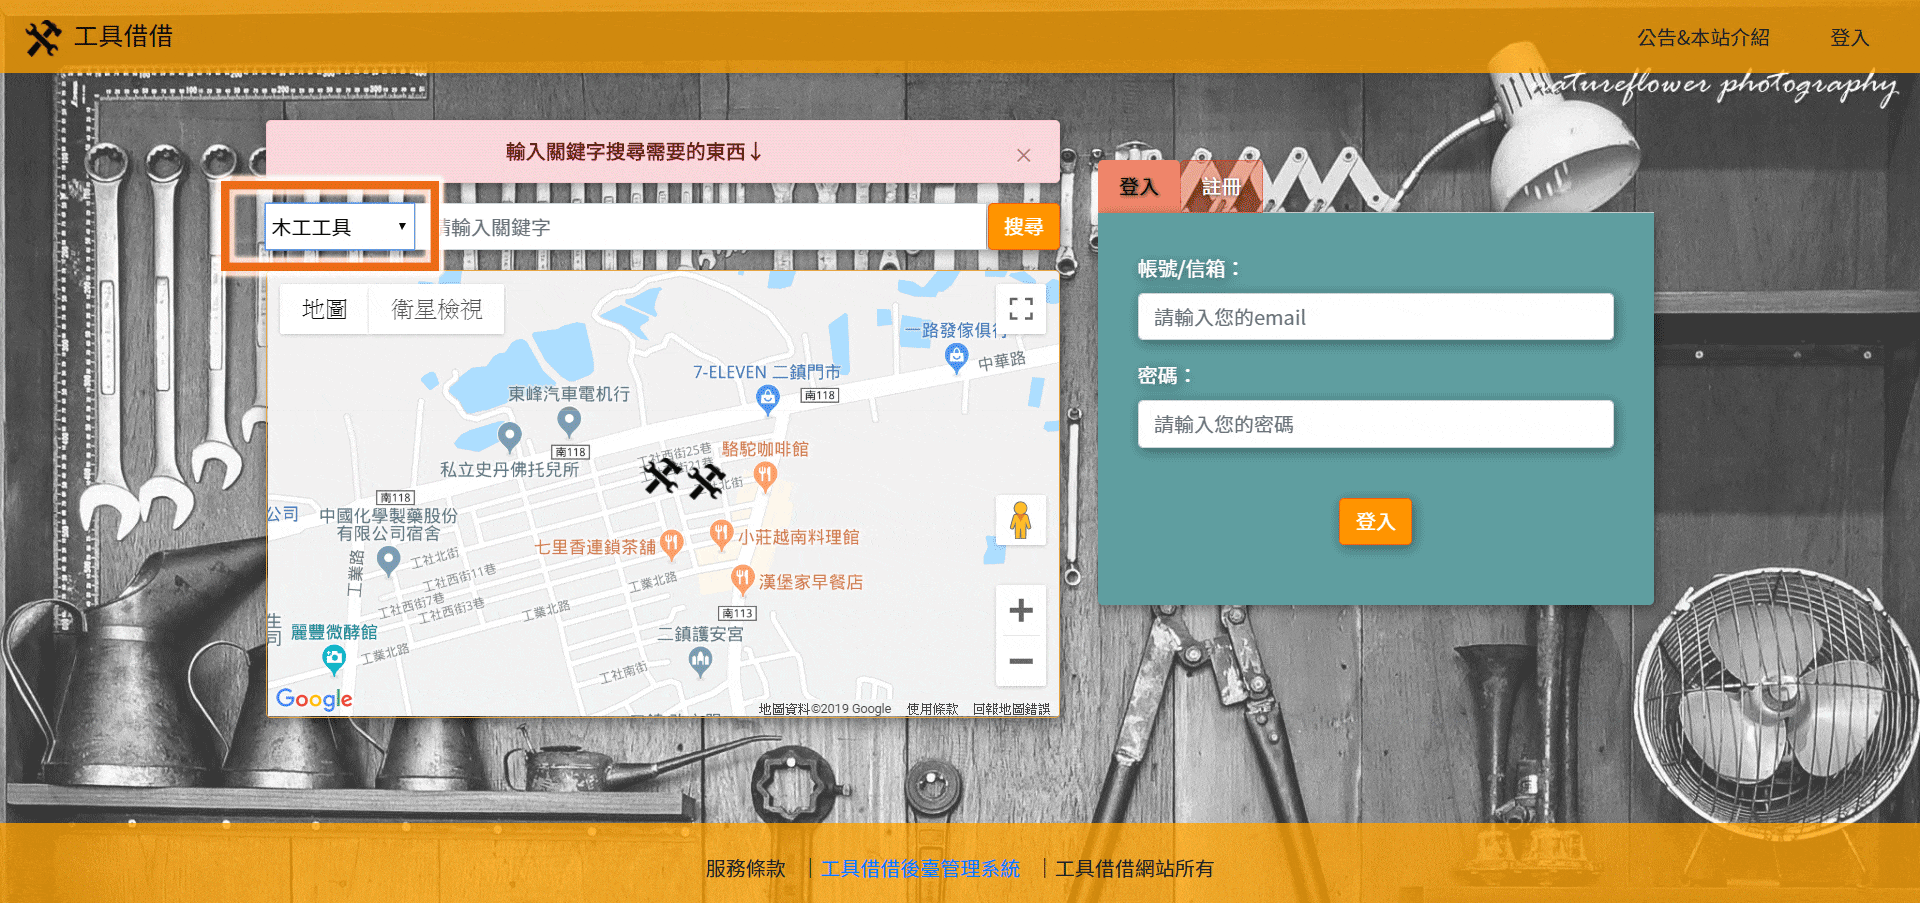 工具借借
公告&本站介紹
登入
natureflower photography
輸入關鍵字搜尋需要的東西↓
×
木工工具
請輸入關鍵字
搜尋
登入
註冊
帳號/信箱：
請輸入您的email
密碼：
請輸入您的密碼
登入
地圖
衛星檢視
一路發傢俱行
中華路
7-ELEVEN 二鎮門市
南118
東峰汽車電机行
南118
工社西街25巷
駱駝咖啡館
私立史丹佛托兒所
南118
中國化學製藥股份
有限公司宿舍
公司
小莊越南料理館
七里香連鎖茶舖
工社北街
工業路
工社西街11巷
工業北路
漢堡家早餐店
工社西街7巷
工社西街3巷
工業北路
南113
二鎮護安宮
麗豐微酵館
工業北路
工社南街
Google
地圖資料©2019 Google
使用條款
回報地圖錯誤
服務條款
|工具借借後臺管理系統
|工具借借網站所有